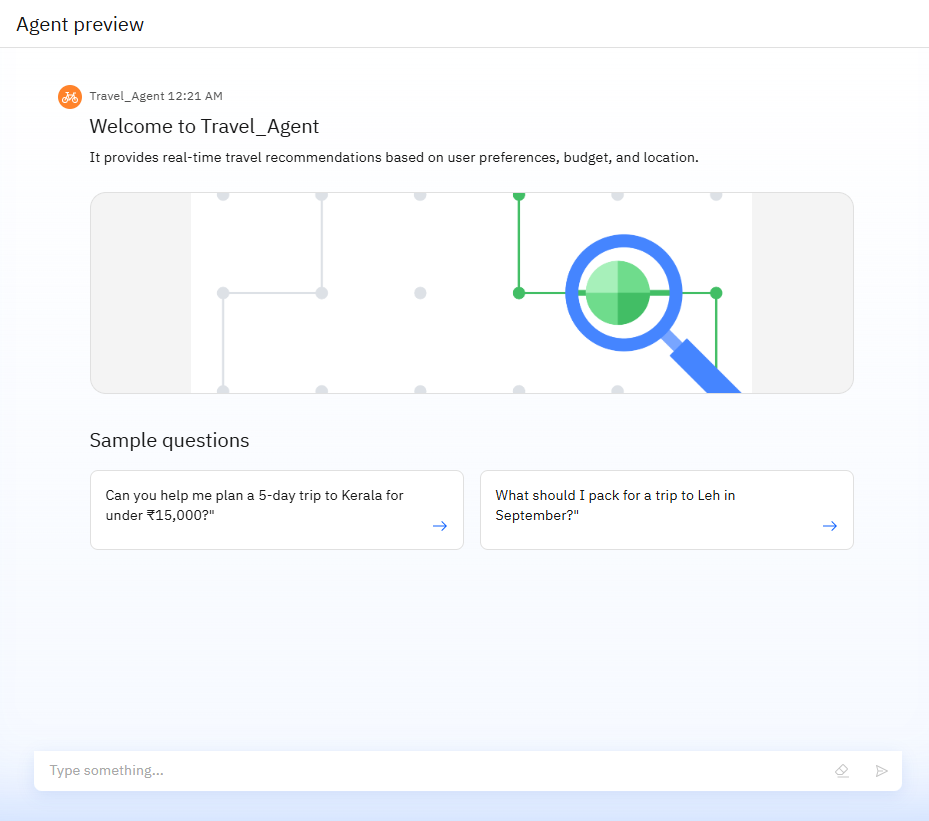 Agent preview
Travel_Agent 12:21 AM
Welcome to Travel_Agent
It provides real-time travel recommendations based on user preferences, budget, and location.
Sample questions
Can you help me plan a 5-day trip to Kerala for
under ₹15,000?"
What should I pack for a trip to Leh in
September?"
Type something...